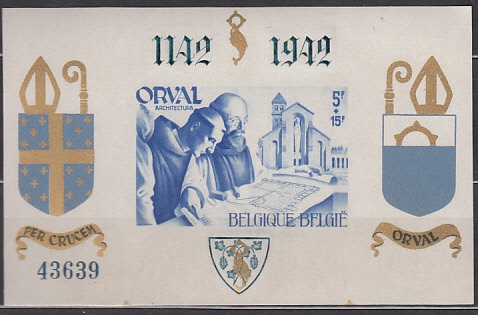 1142 1942
ORVAL
ARCHITECTURA
5F
+
15F
BELGIQUE BELGIË
PER CRUCEM
ORVAL
43639